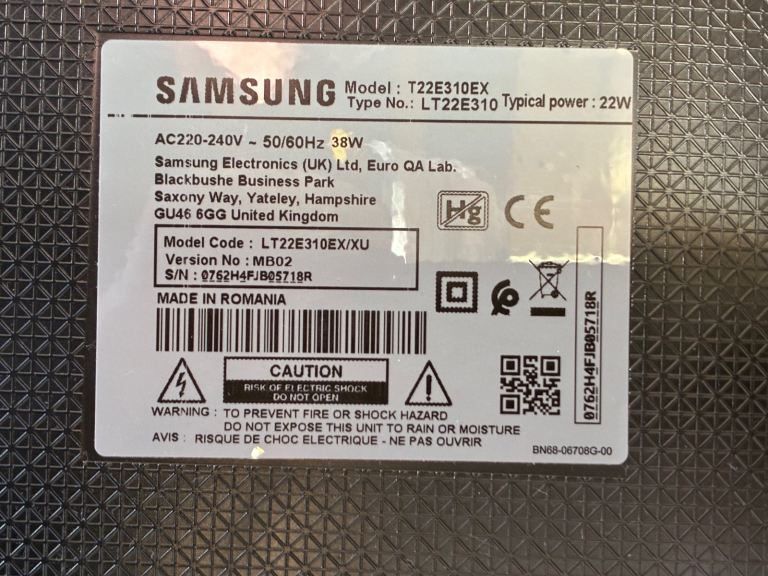 SAMSUNG Model : T22E310EX
Type No.: LT22E310 Typical power : 22W
AC220-240V ~ 50/60Hz 38W
Samsung Electronics (UK) Ltd, Euro QA Lab.
Blackbushe Business Park
Saxony Way, Yateley, Hampshire
GU46 6GG United Kingdom
Hg CE
Model Code : LT22E310EX/XU
Version No : MB02
S/N : 0762H4FJB05718R
MADE IN ROMANIA
0762H4FJB05718R
CAUTION
RISK OF ELECTRIC SHOCK
DO NOT OPEN
WARNING : TO PREVENT FIRE OR SHOCK HAZARD
DO NOT EXPOSE THIS UNIT TO RAIN OR MOISTURE
AVIS : RISQUE DE CHOC ELECTRIQUE - NE PAS OUVRIR
BN68-06708G-00